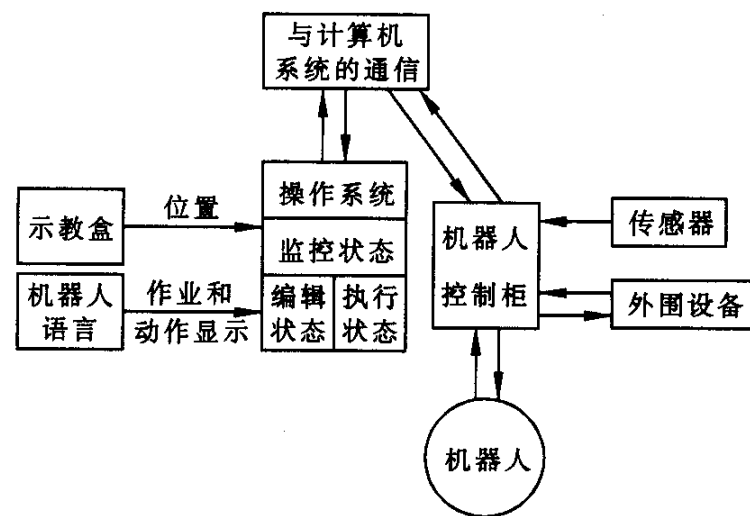 与计算机
系统的通信
操作系统
监控状态
编辑
状态
执行
状态
示教盒
位置
机器人
语言
作业和
动作显示
机器人
控制柜
传感器
外围设备
机器人